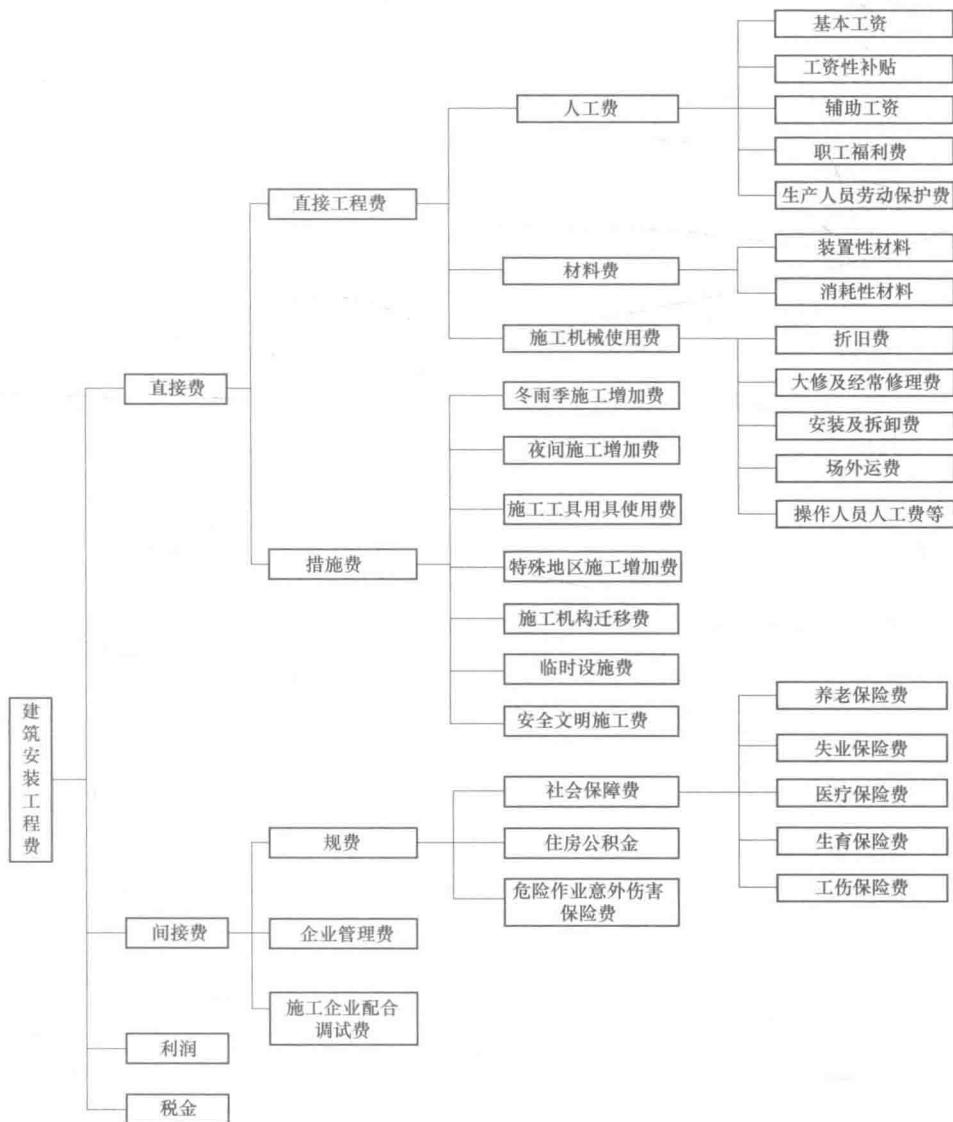 基本工资
工资性补贴
人工费
辅助工资
职工福利费
直接工程费
生产人员劳动保护费
装置性材料
材料费
消耗性材料
施工机械使用费
折旧费
直接费
大修及经常修理费
冬雨季施工增加费
安装及拆卸费
夜间施工增加费
场外运费
施工工具用具使用费
操作人员人工费等
措施费
特殊地区施工增加费
施工机构迁移费
临时设施费
安全文明施工费
建筑安装工程费
养老保险费
失业保险费
社会保障费
医疗保险费
规费
住房公积金
生育保险费
危险作业意外伤害
保险费
工伤保险费
间接费
企业管理费
施工企业配合
调试费
利润
税金